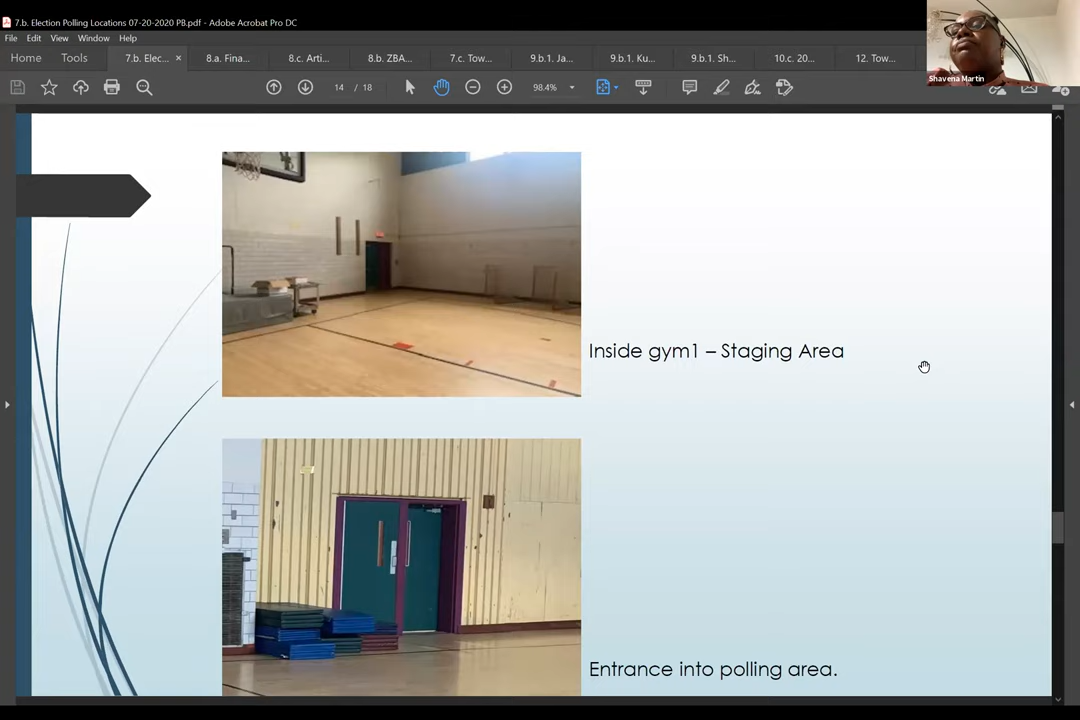 7.b. Election Polling Locations 07-20-2020 PB.pdf - Adobe Acrobat Pro DC
File Edit View Window Help
Home Tools 7.b. Elec... × 8.a. Fina... 8.c. Arti... 8.b. ZBA... 7.c. Tow... 9.b.1. Ja... 9.b.1. Ku... 9.b.1. Sh... 10.c. 20... 12. Tow...
14 / 18 98.4%
Shavena Martin
Inside gym1 – Staging Area
Entrance into polling area.